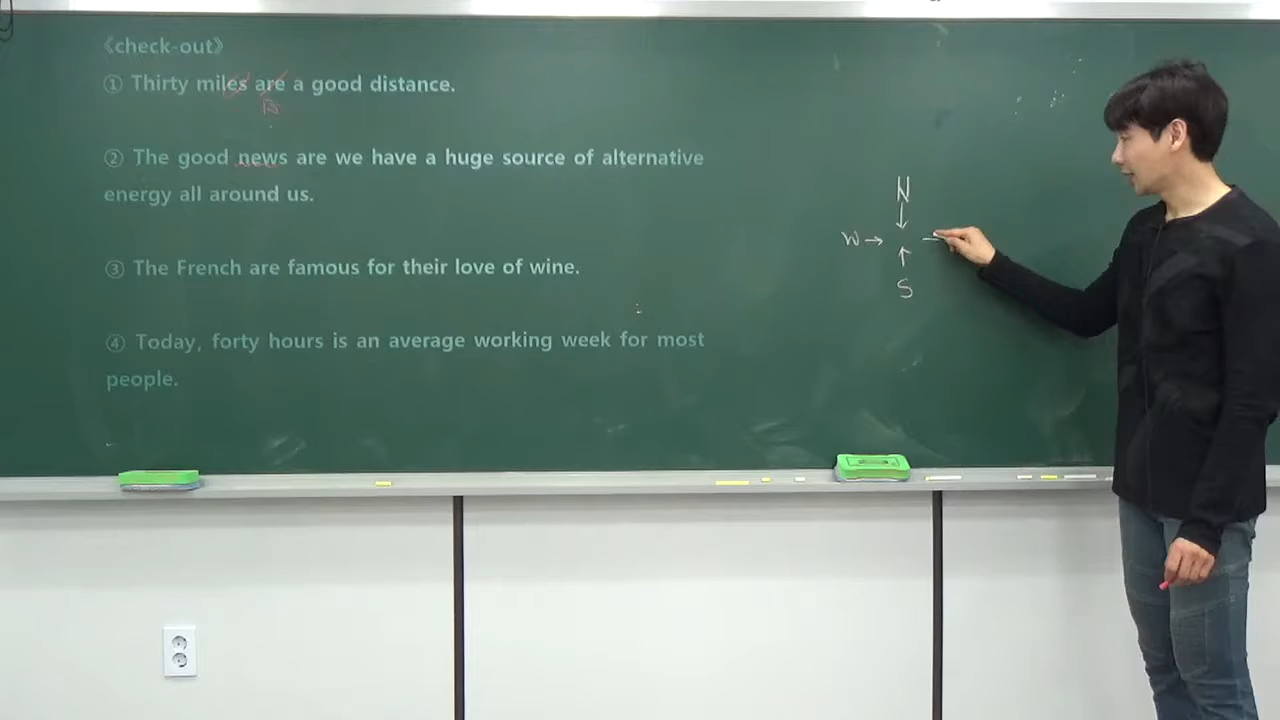 《check-out》
① Thirty miles are a good distance.
is
② The good news are we have a huge source of alternative
energy all around us.
③ The French are famous for their love of wine.
④ Today, forty hours is an average working week for most
people.
N
↓
W →
↑
S